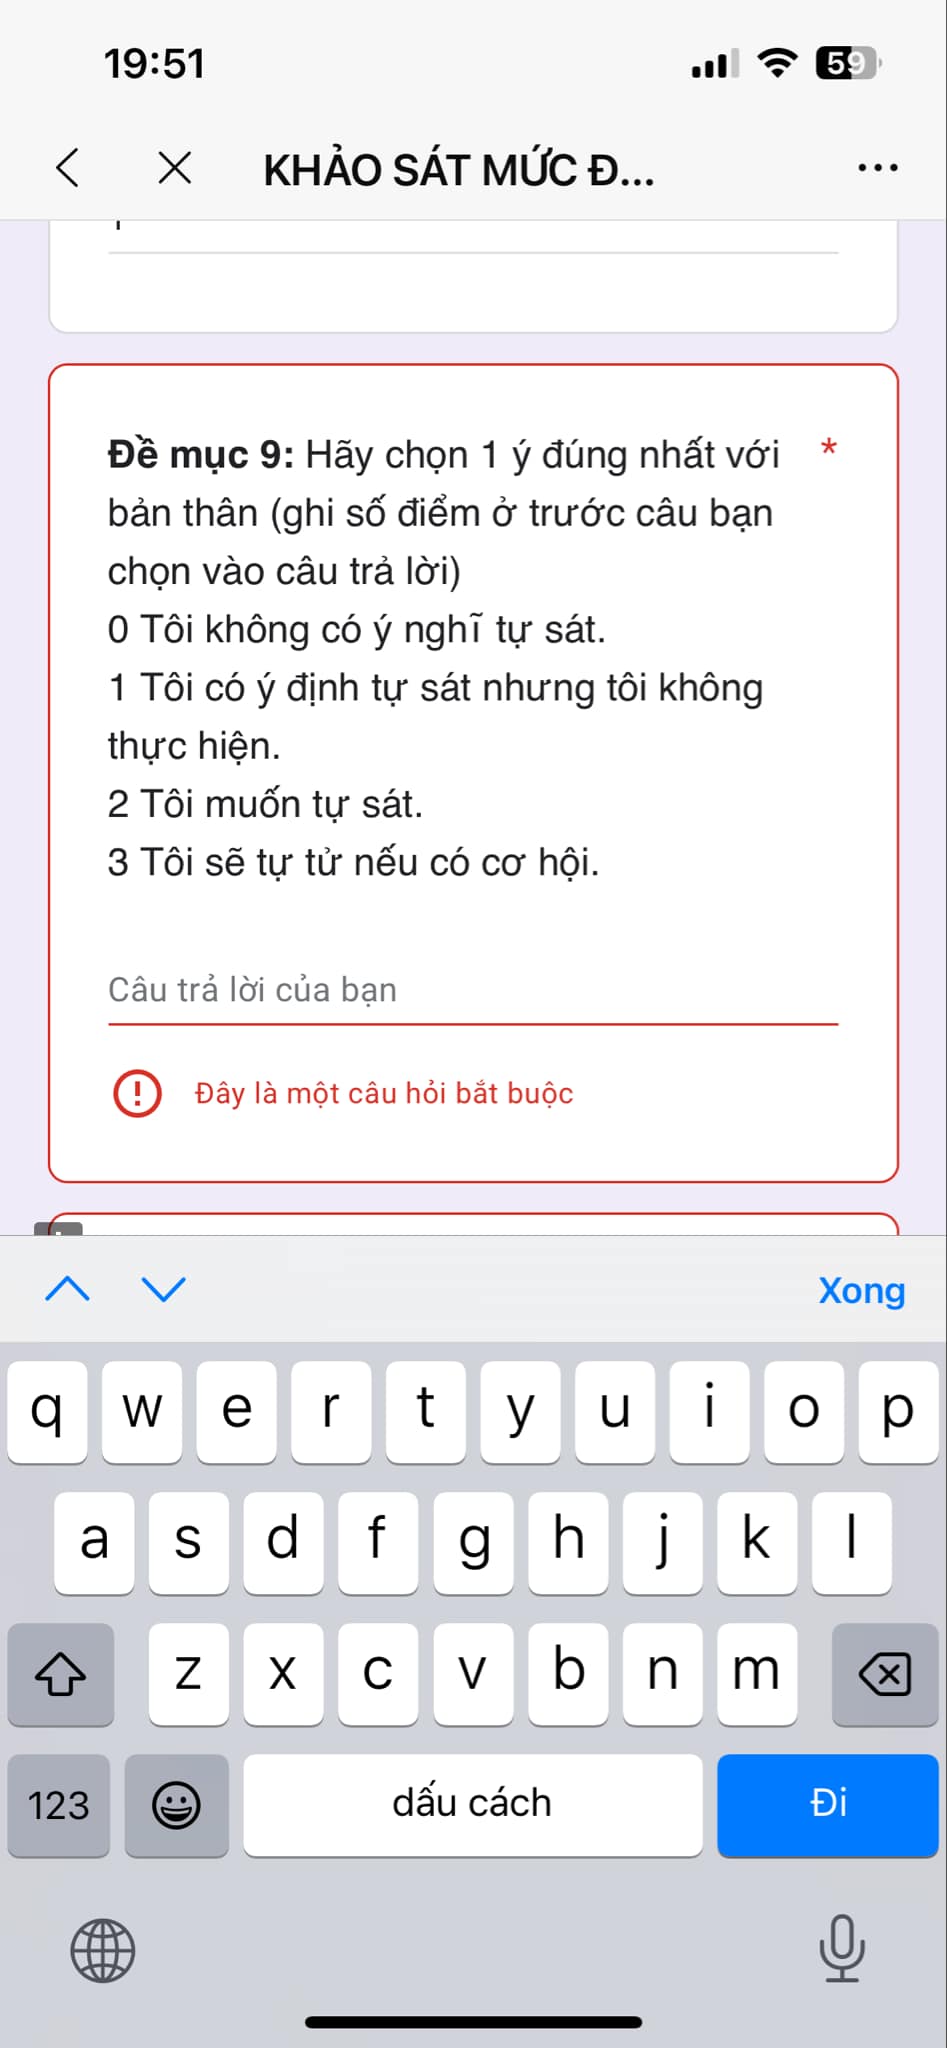 19:51
59
KHẢO SÁT MỨC Đ...
Đề mục 9: Hãy chọn 1 ý đúng nhất với *
bản thân (ghi số điểm ở trước câu bạn
chọn vào câu trả lời)
0 Tôi không có ý nghĩ tự sát.
1 Tôi có ý định tự sát nhưng tôi không
thực hiện.
2 Tôi muốn tự sát.
3 Tôi sẽ tự tử nếu có cơ hội.
Câu trả lời của bạn
Đây là một câu hỏi bắt buộc
Xong
q w e r t y u i o p
a s d f g h j k l
z x c v b n m
123 dấu cách Đi